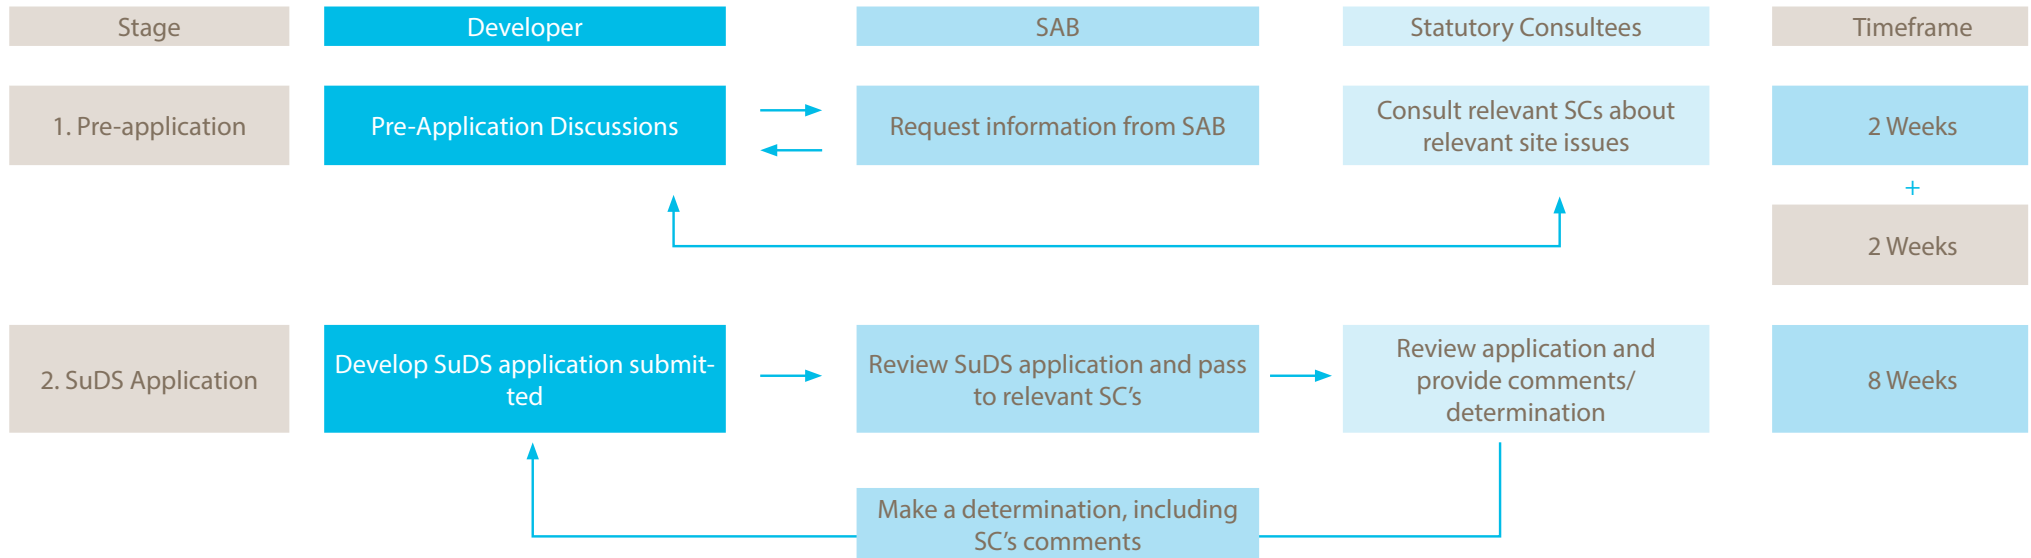 Stage
Developer
SAB
Statutory Consultees
Timeframe
1. Pre-application
Pre-Application Discussions
Request information from SAB
Consult relevant SCs about
relevant site issues
2 Weeks
+
2 Weeks
2. SuDS Application
Develop SuDS application submit-
ted
Review SuDS application and pass
to relevant SC’s
Review application and
provide comments/
determination
8 Weeks
Make a determination, including
SC’s comments